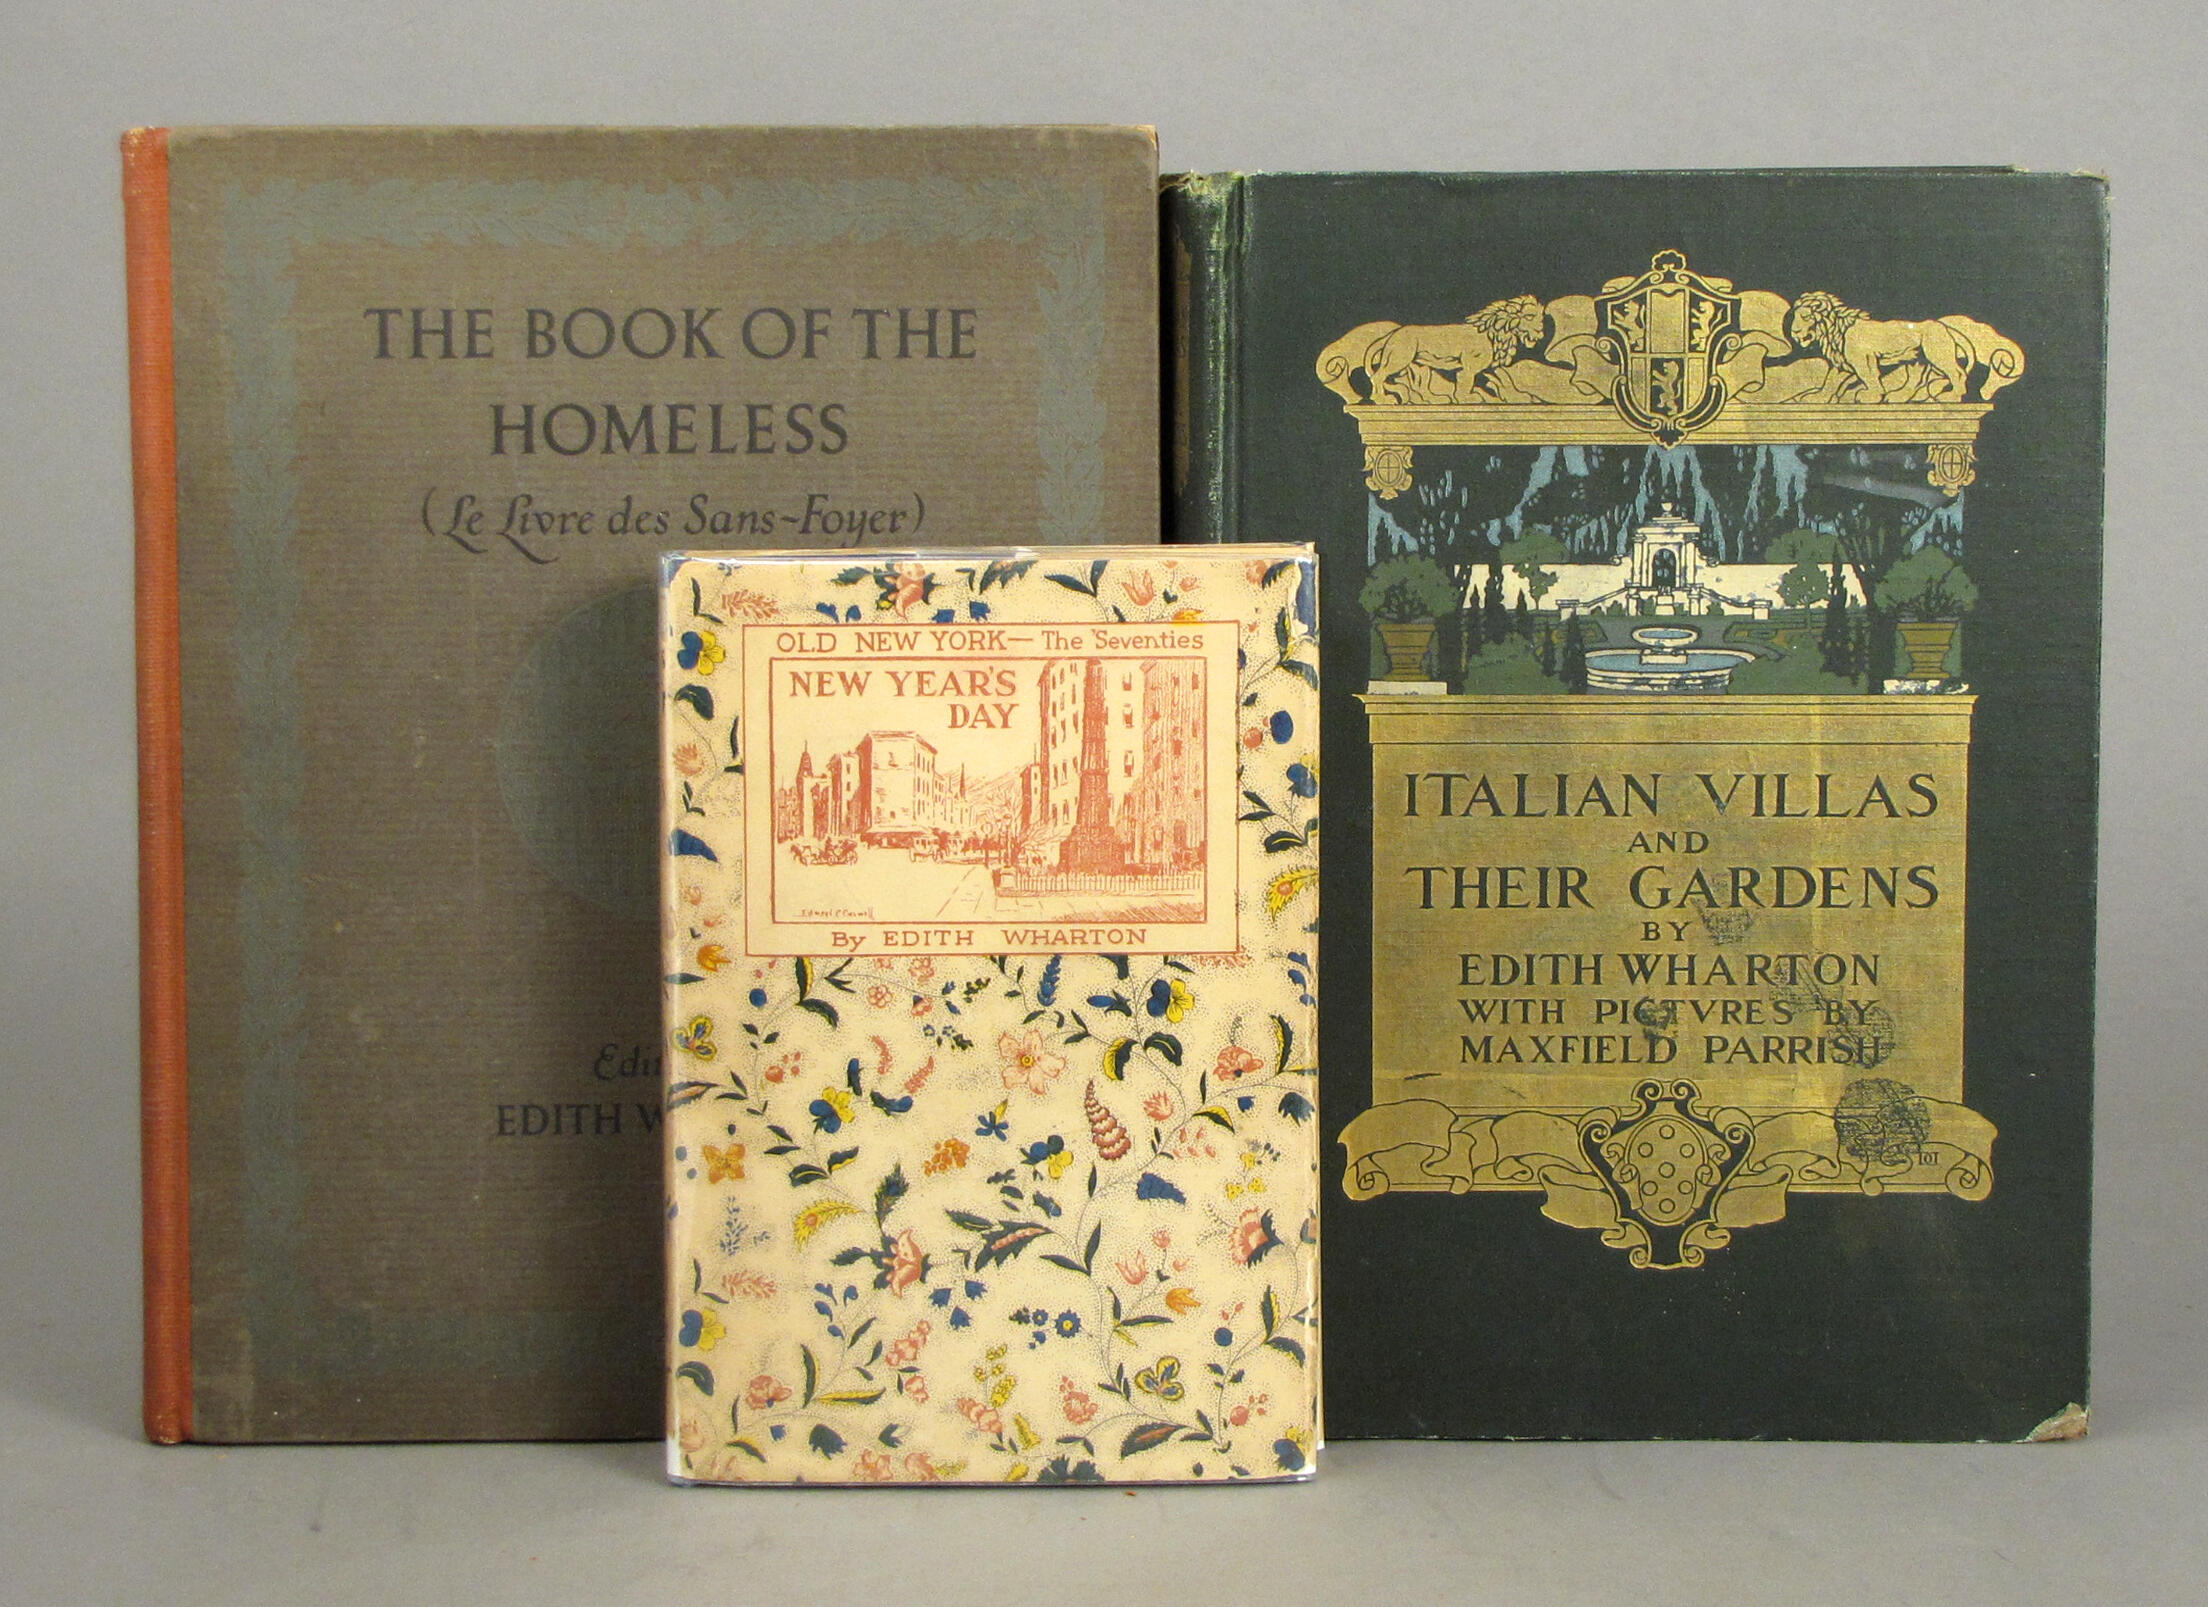 THE BOOK OF THE
HOMELESS
(Le Livre des Sans-Foyer)
EDITH
OLD NEW YORK— The 'Seventies
NEW YEAR'S
DAY
By EDITH WHARTON
ITALIAN VILLAS
AND
THEIR GARDENS
BY
EDITH WHARTON
WITH PICTVRES BY
MAXFIELD PARRISH